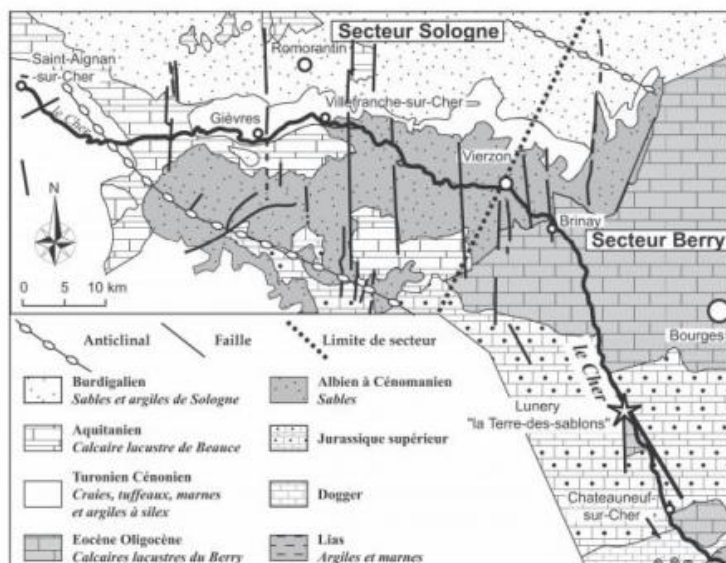 Secteur Sologne
Saint-Aignan
-sur-Cher
Romorantin
le Cher
Gièvres
Villefranche-sur-Cher
Vierzon
N
Brinay
Secteur Berry
0 5 10 km
Bourges
le Cher
Lunery
"la Terre-des-sablons"
Chateauneuf-
sur-Cher
Anticlinal
Faille
Limite de secteur
Burdigalien
Sables et argiles de Sologne
Aquitanien
Calcaire lacustre de Beauce
Turonien Cénonien
Craies, tuffeaux, marnes
et argiles à silex
Eocène Oligocène
Calcaires lacustres du Berry
Albien à Cénomanien
Sables
Jurassique supérieur
Dogger
Lias
Argiles et marnes